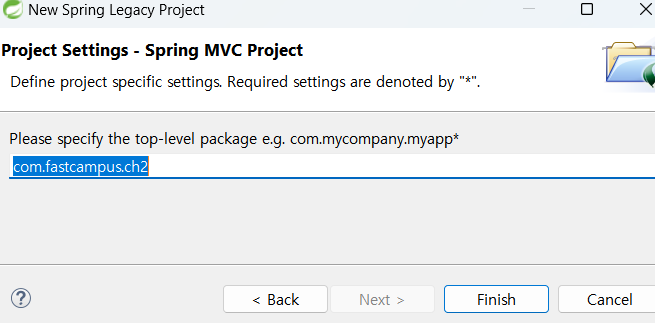 New Spring Legacy Project
Project Settings - Spring MVC Project
Define project specific settings. Required settings are denoted by "*".
Please specify the top-level package e.g. com.mycompany.myapp*
com.fastcampus.ch2
?
< Back
Next >
Finish
Cancel